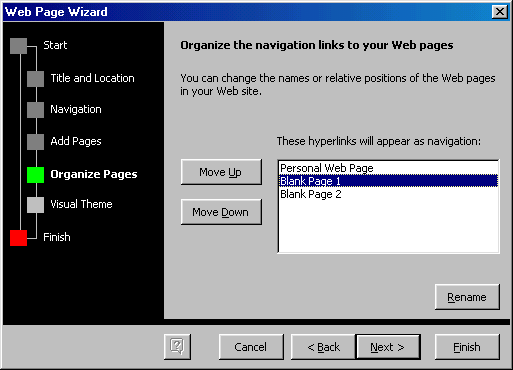 Web Page Wizard
Start
Title and Location
Navigation
Add Pages
Organize Pages
Visual Theme
Finish
Organize the navigation links to your Web pages
You can change the names or relative positions of the Web pages
in your Web site.
These hyperlinks will appear as navigation:
Move Up
Move Down
Personal Web Page
Blank Page 1
Blank Page 2
Rename
?
Cancel
< Back
Next >
Finish